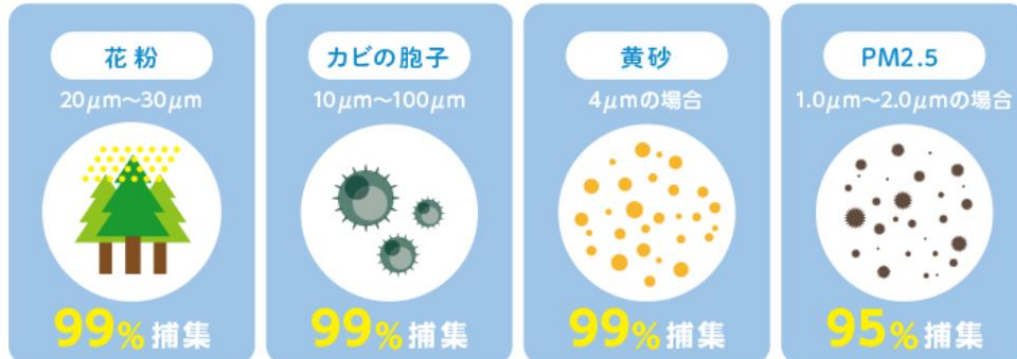 花粉
20μm〜30μm
99%捕集
カビの胞子
10μm〜100μm
99%捕集
黄砂
4μmの場合
99%捕集
PM2.5
1.0μm〜2.0μmの場合
95%捕集